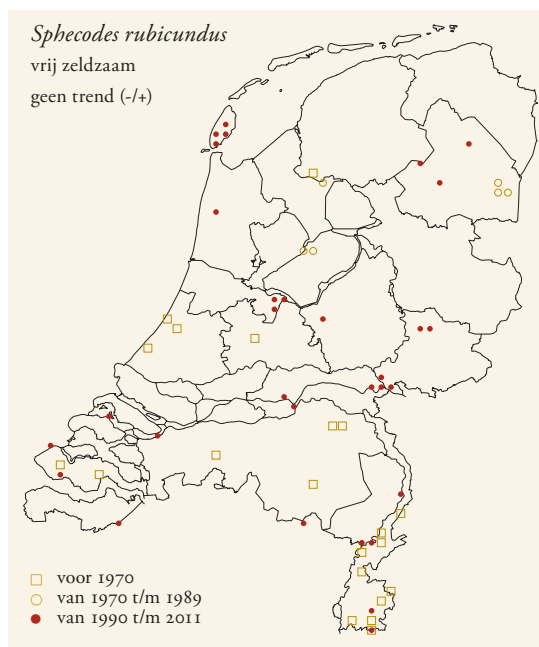 Sphecodes rubicundus
vrij zeldzaam
geen trend (-/+)
voor 1970
van 1970 t/m 1989
van 1990 t/m 2011